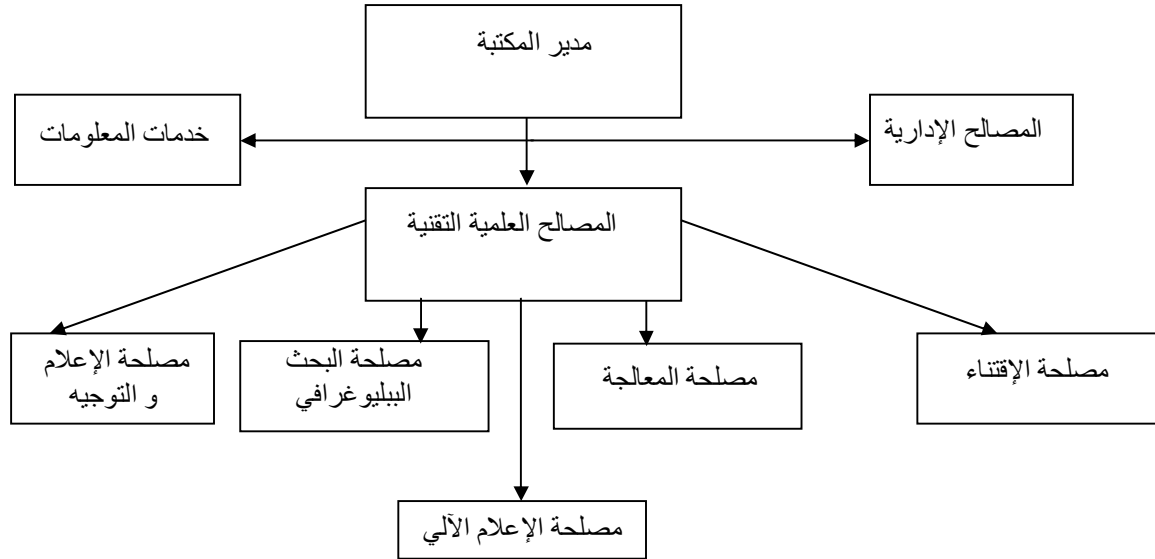 مدير المكتبة
المصالح الإدارية
خدمات المعلومات
المصالح العلمية التقنية
مصلحة الإقتناء
مصلحة المعالجة
مصلحة البحث
الببليوغرافي
مصلحة الإعلام
و التوجيه
مصلحة الإعلام الآلي